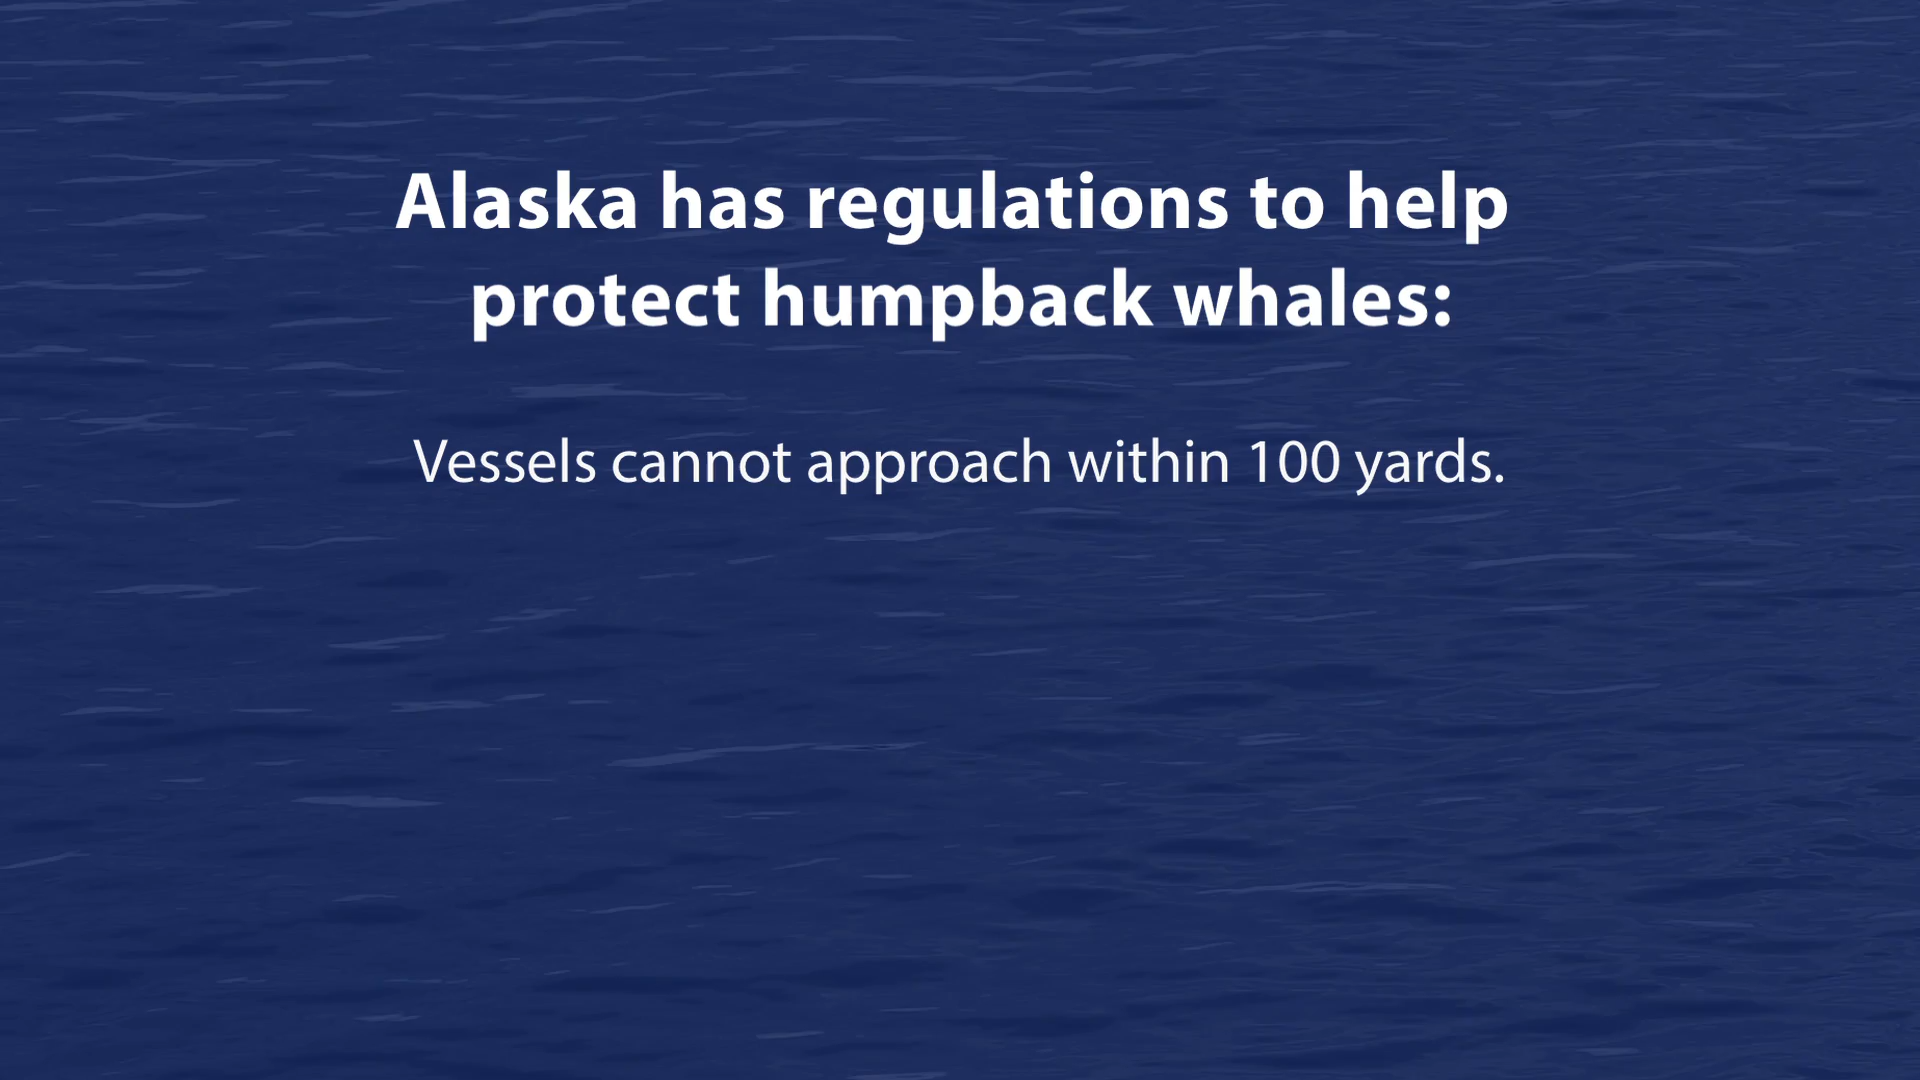 Alaska has regulations to help
protect humpback whales:
Vessels cannot approach within 100 yards.